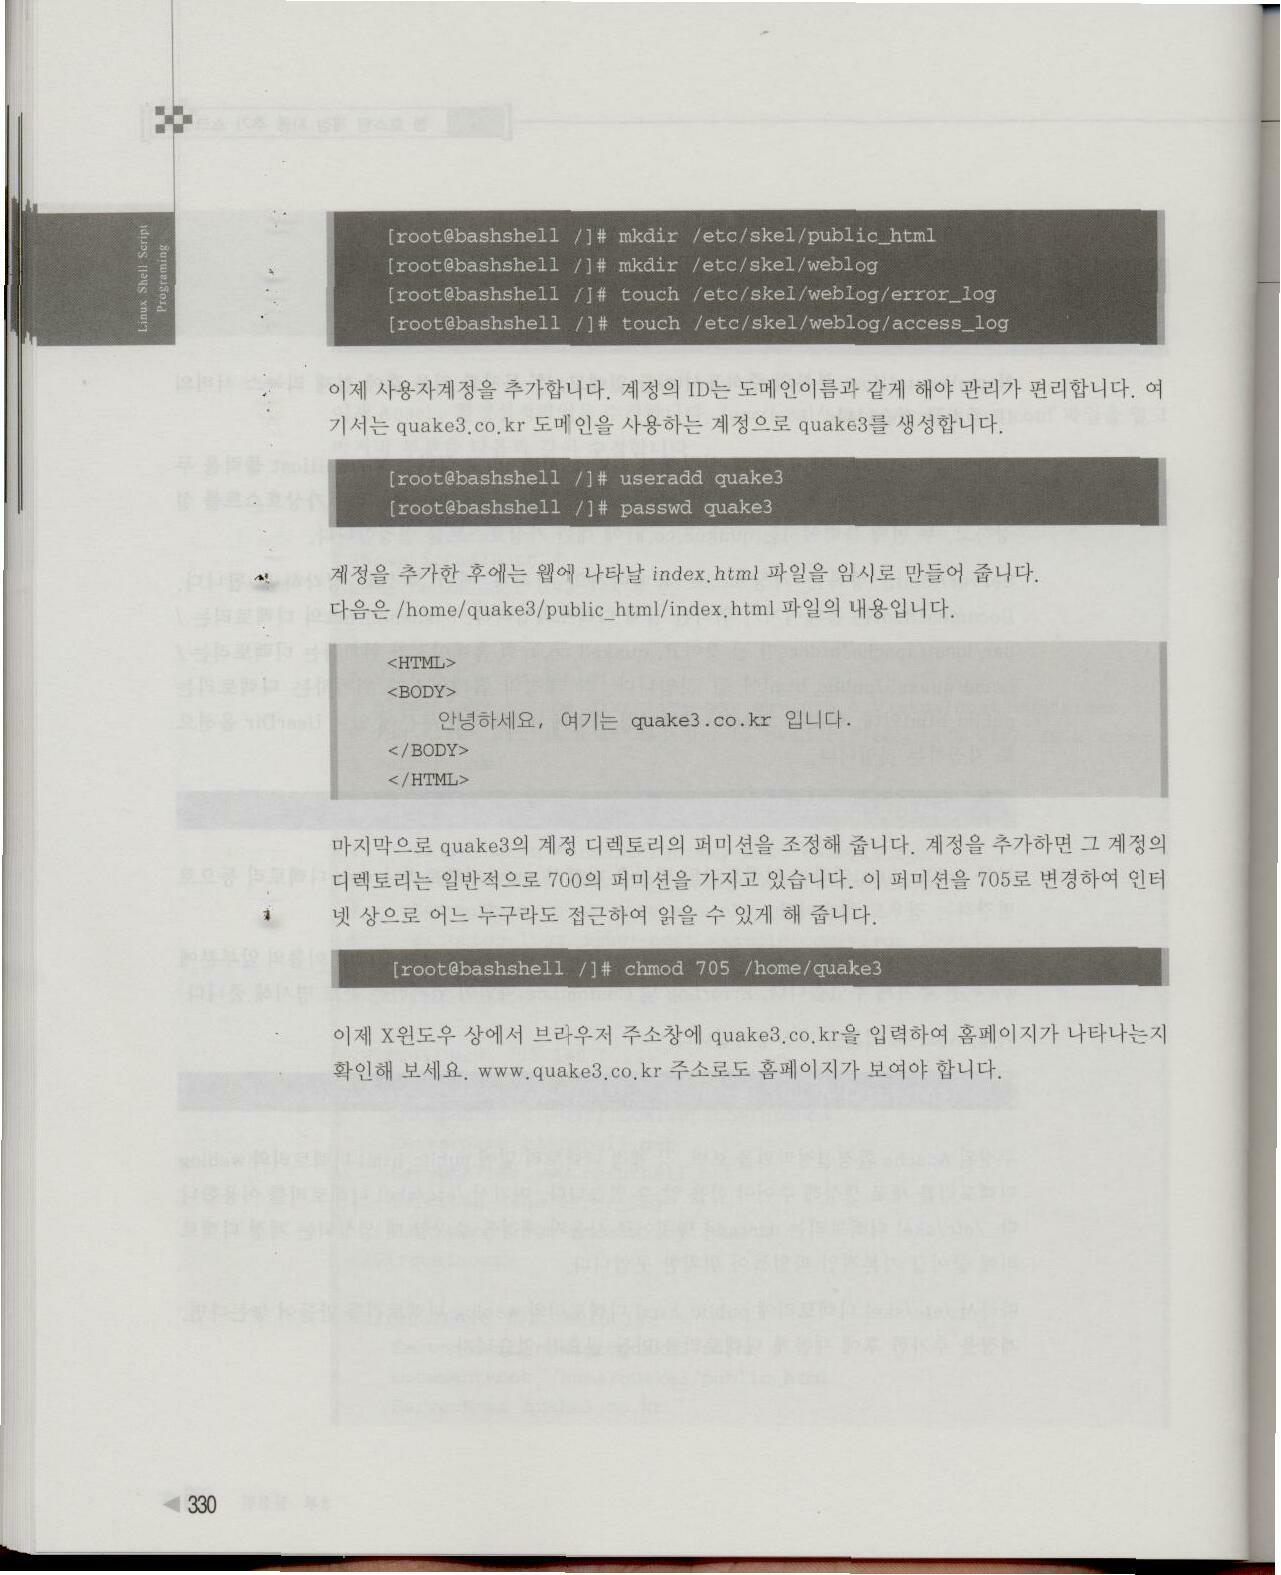 Linux Shell Script
Programing
[root@bashshell /]# mkdir /etc/skel/public_html
[root@bashshell /]# mkdir /etc/skel/weblog
[root@bashshell /]# touch /etc/skel/weblog/error_log
[root@bashshell /]# touch /etc/skel/weblog/access_log
이제 사용자계정을 추가합니다. 계정의 ID는 도메인이름과 같게 해야 관리가 편리합니다. 여
기서는 quake3.co.kr 도메인을 사용하는 계정으로 quake3를 생성합니다.
[root@bashshell /]# useradd quake3
[root@bashshell /]# passwd quake3
계정을 추가한 후에는 웹에 나타날 index.html 파일을 임시로 만들어 줍니다.
다음은 /home/quake3/public_html/index.html 파일의 내용입니다.
<HTML>
<BODY>
안녕하세요, 여기는 quake3.co.kr 입니다.
</BODY>
</HTML>
마지막으로 quake3의 계정 디렉토리의 퍼미션을 조정해 줍니다. 계정을 추가하면 그 계정의
디렉토리는 일반적으로 700의 퍼미션을 가지고 있습니다. 이 퍼미션을 705로 변경하여 인터
넷 상으로 어느 누구라도 접근하여 읽을 수 있게 해 줍니다.
[root@bashshell /]# chmod 705 /home/quake3
이제 X윈도우 상에서 브라우저 주소창에 quake3.co.kr을 입력하여 홈페이지가 나타나는지
확인해 보세요. www.quake3.co.kr 주소로도 홈페이지가 보여야 합니다.
330